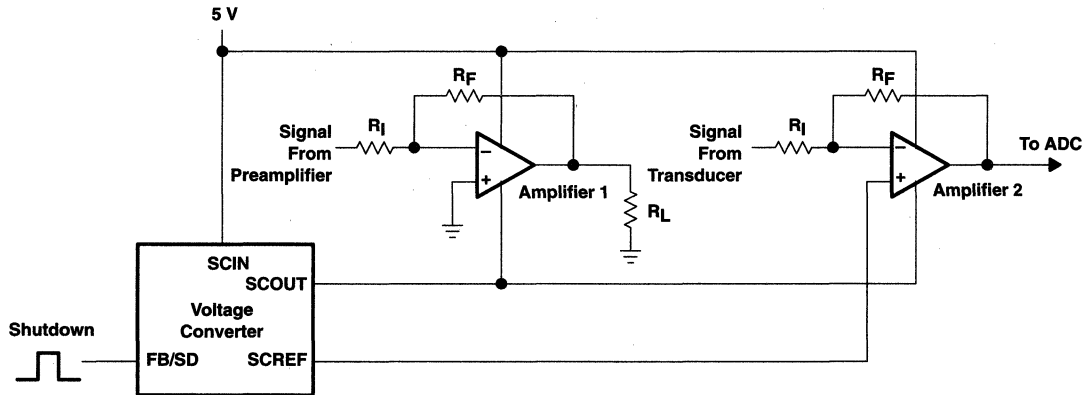 5 V
RF
RI
Signal
From
Preamplifier
−
+
Amplifier 1
RL
RF
RI
Signal
From
Transducer
−
+
Amplifier 2
To ADC
SCIN
SCOUT
Voltage
Converter
Shutdown
FB/SD
SCREF